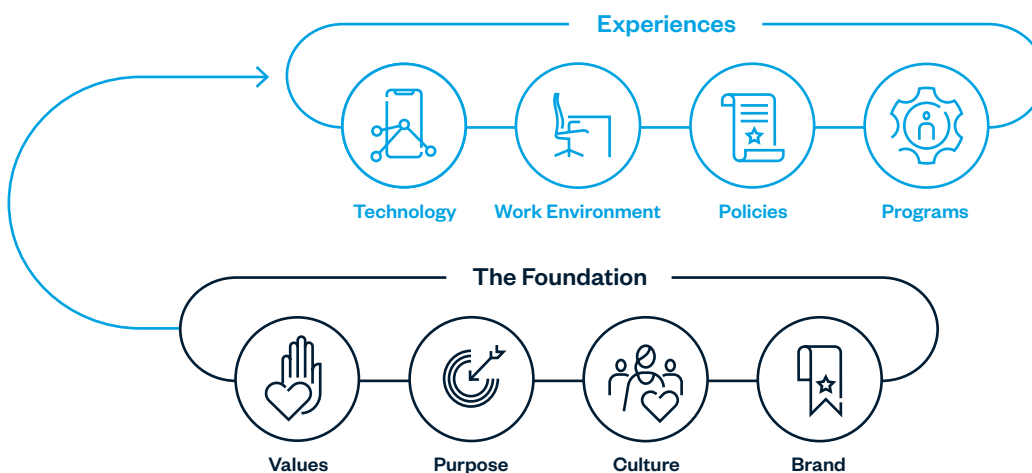 Experiences
Technology
Work Environment
Policies
Programs
The Foundation
Values
Purpose
Culture
Brand